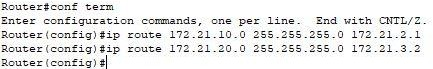 Router#conf term
Enter configuration commands, one per line.  End with CNTL/Z.
Router(config)#ip route 172.21.10.0 255.255.255.0 172.21.2.1
Router(config)#ip route 172.21.20.0 255.255.255.0 172.21.3.2
Router(config)#